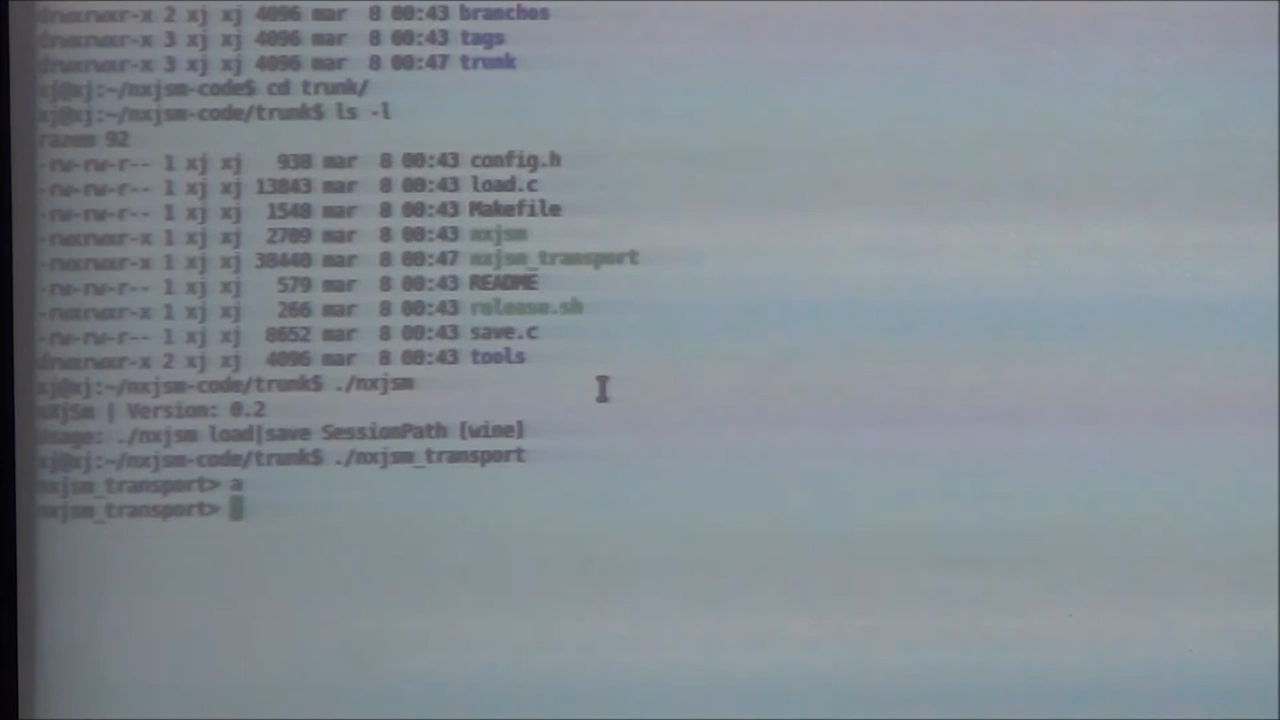 drwxrwxr-x 2 xj xj 4096 mar  8 00:43 branches
drwxrwxr-x 3 xj xj 4096 mar  8 00:43 tags
drwxrwxr-x 3 xj xj 4096 mar  8 00:47 trunk
xj@xj:~/nxjsm-code$ cd trunk/
xj@xj:~/nxjsm-code/trunk$ ls -l
razem 92
-rw-rw-r-- 1 xj xj   938 mar  8 00:43 config.h
-rw-rw-r-- 1 xj xj 13843 mar  8 00:43 load.c
-rw-rw-r-- 1 xj xj  1540 mar  8 00:43 Makefile
-rwxrwxr-x 1 xj xj  2709 mar  8 00:43 nxjsm
-rwxrwxr-x 1 xj xj 38440 mar  8 00:47 nxjsm_transport
-rw-rw-r-- 1 xj xj   579 mar  8 00:43 README
-rwxrwxr-x 1 xj xj   266 mar  8 00:43 release.sh
-rw-rw-r-- 1 xj xj  8652 mar  8 00:43 save.c
drwxrwxr-x 2 xj xj  4096 mar  8 00:43 tools
xj@xj:~/nxjsm-code/trunk$ ./nxjsm
nXjSm | Version: 0.2
Usage: ./nxjsm load|save SessionPath [wine]
xj@xj:~/nxjsm-code/trunk$ ./nxjsm_transport
nxjsm_transport> a
nxjsm_transport>